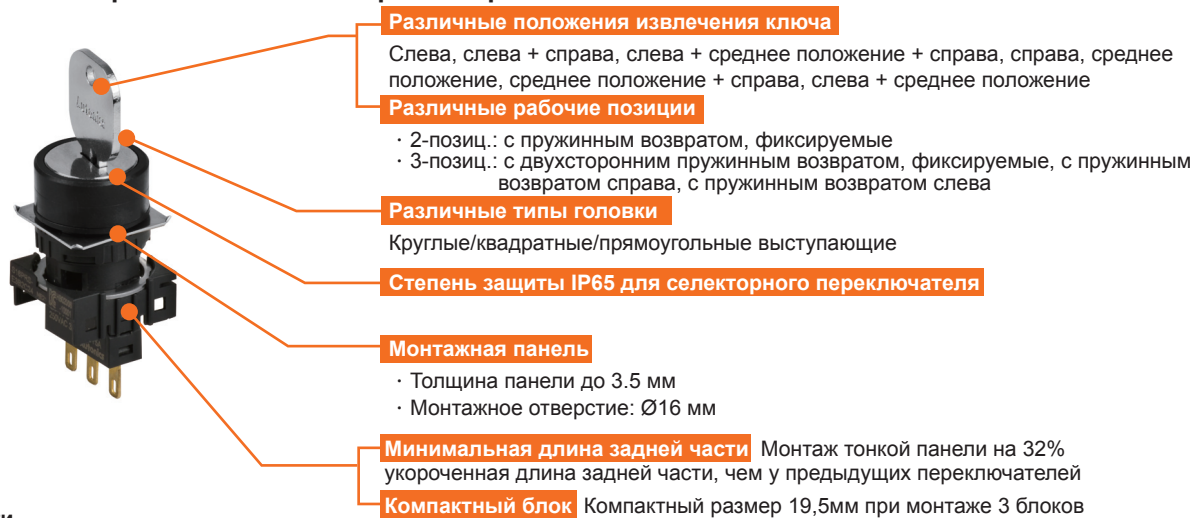 Различные положения извлечения ключа
Слева, слева + справа, слева + среднее положение + справа, справа, среднее
положение, среднее положение + справа, слева + среднее положение
Различные рабочие позиции
· 2-позиц.: с пружинным возвратом, фиксируемые
· 3-позиц.: с двухсторонним пружинным возвратом, фиксируемые, с пружинным
возвратом справа, с пружинным возвратом слева
Различные типы головки
Круглые/квадратные/прямоугольные выступающие
Степень защиты IP65 для селекторного переключателя
Монтажная панель
· Толщина панели до 3.5 мм
· Монтажное отверстие: Ø16 мм
Минимальная длина задней части Монтаж тонкой панели на 32%
укороченная длина задней части, чем у предыдущих переключателей
Компактный блок Компактный размер 19,5мм при монтаже 3 блоков